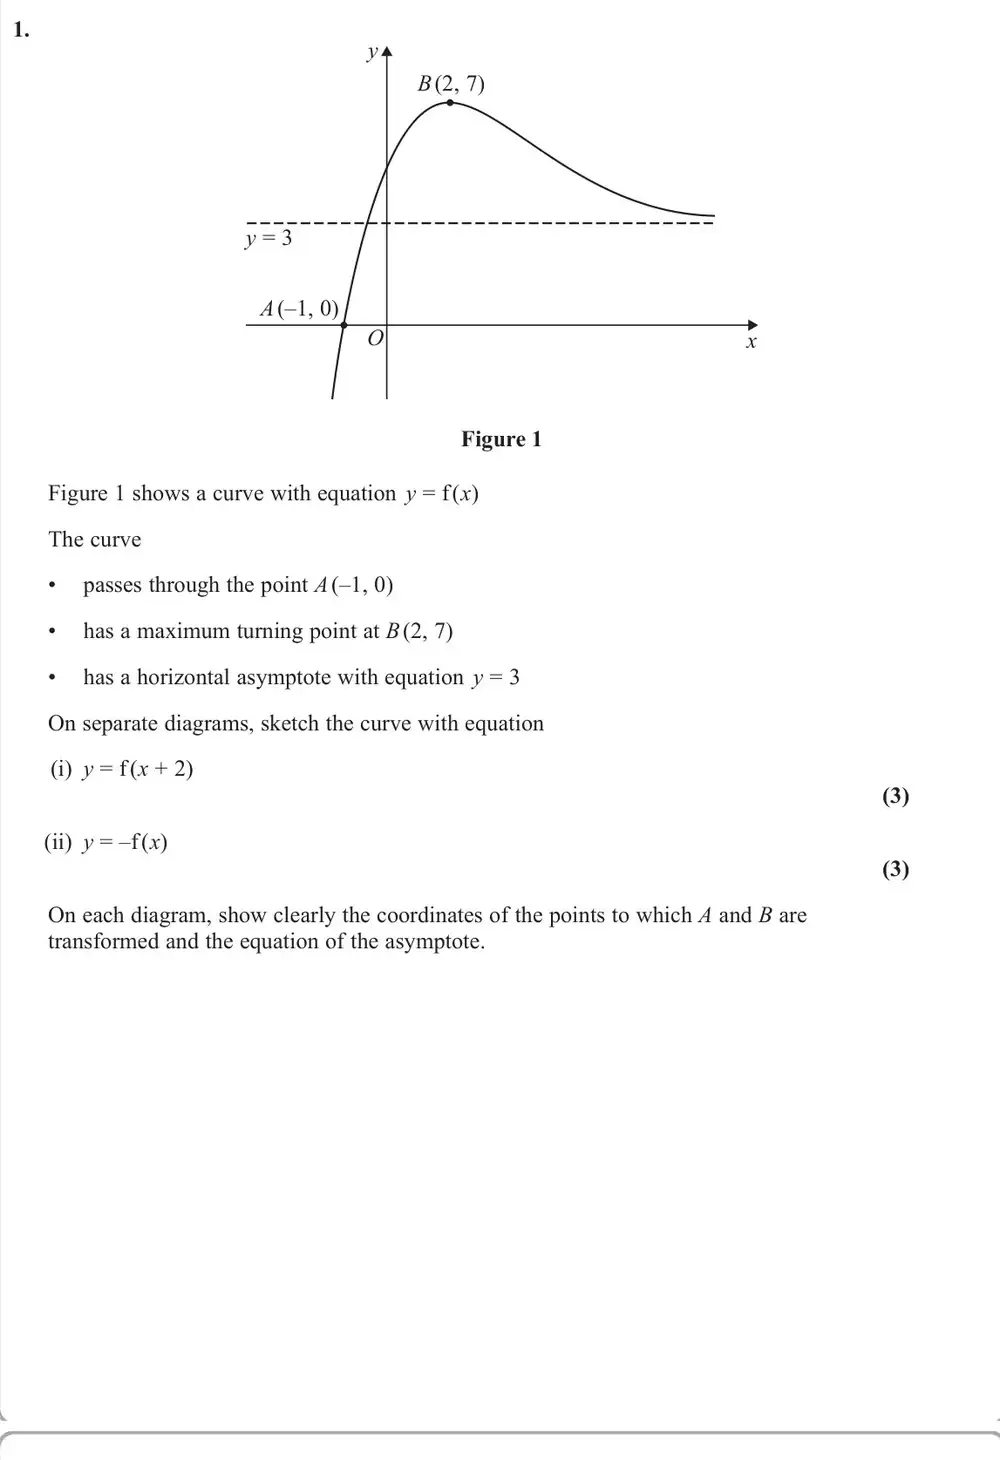 1.
y
B (2, 7)
y = 3
A (–1, 0)
O
x
Figure 1
Figure 1 shows a curve with equation y = f(x)
The curve
• passes through the point A (–1, 0)
• has a maximum turning point at B (2, 7)
• has a horizontal asymptote with equation y = 3
On separate diagrams, sketch the curve with equation
(i) y = f(x + 2)
(3)
(ii) y = –f(x)
(3)
On each diagram, show clearly the coordinates of the points to which A and B are
transformed and the equation of the asymptote.